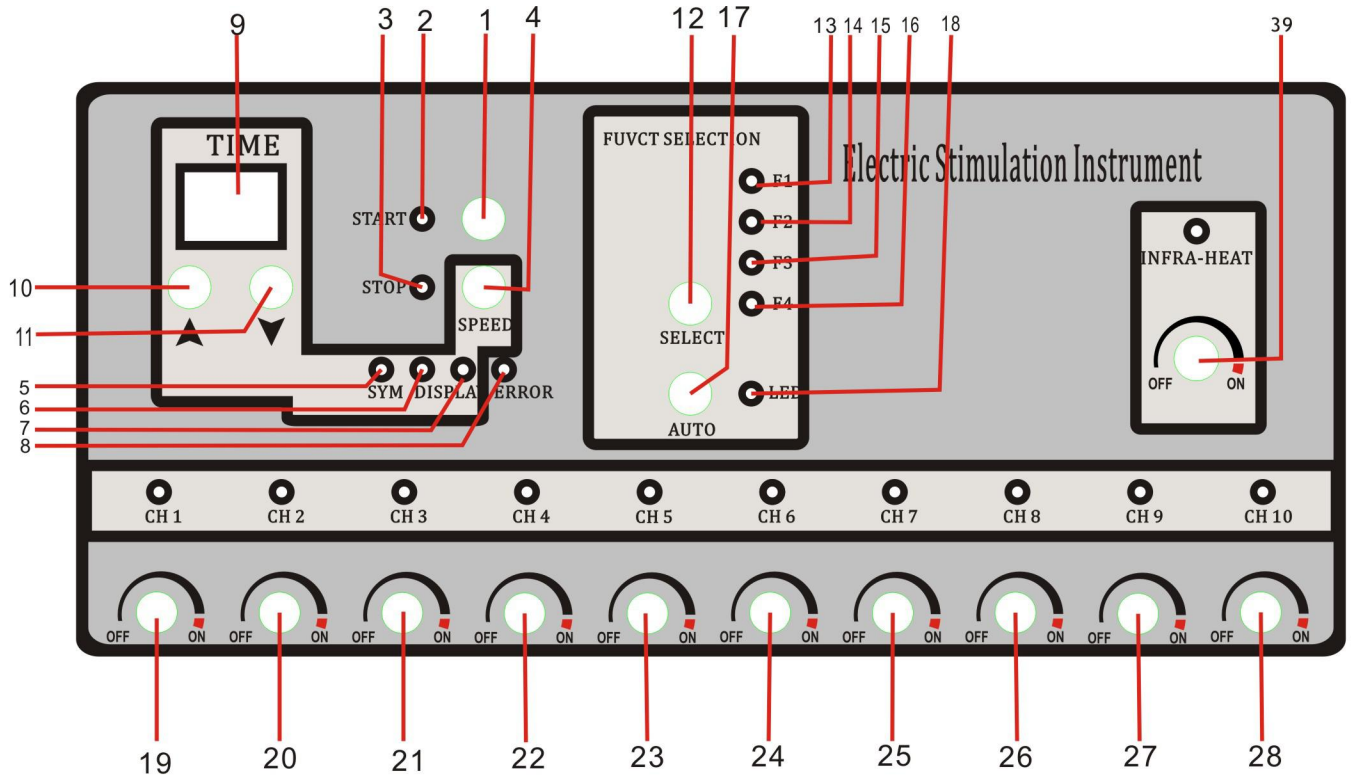 9 3 2 1 4 12 17 13 14 15 16 18 39
TIME
FUVCT SELECTION
Electric Stimulation Instrument
F1
START
F2
INFRA-HEAT
F3
10
STOP
F4
11
SPEED
SELECT
OFF ON
5
SYM DISPLAY ERROR
6
LED
7
8
AUTO
CH 1 CH 2 CH 3 CH 4 CH 5 CH 6 CH 7 CH 8 CH 9 CH 10
OFF ON OFF ON OFF ON OFF ON OFF ON OFF ON OFF ON OFF ON OFF ON OFF ON
19 20 21 22 23 24 25 26 27 28